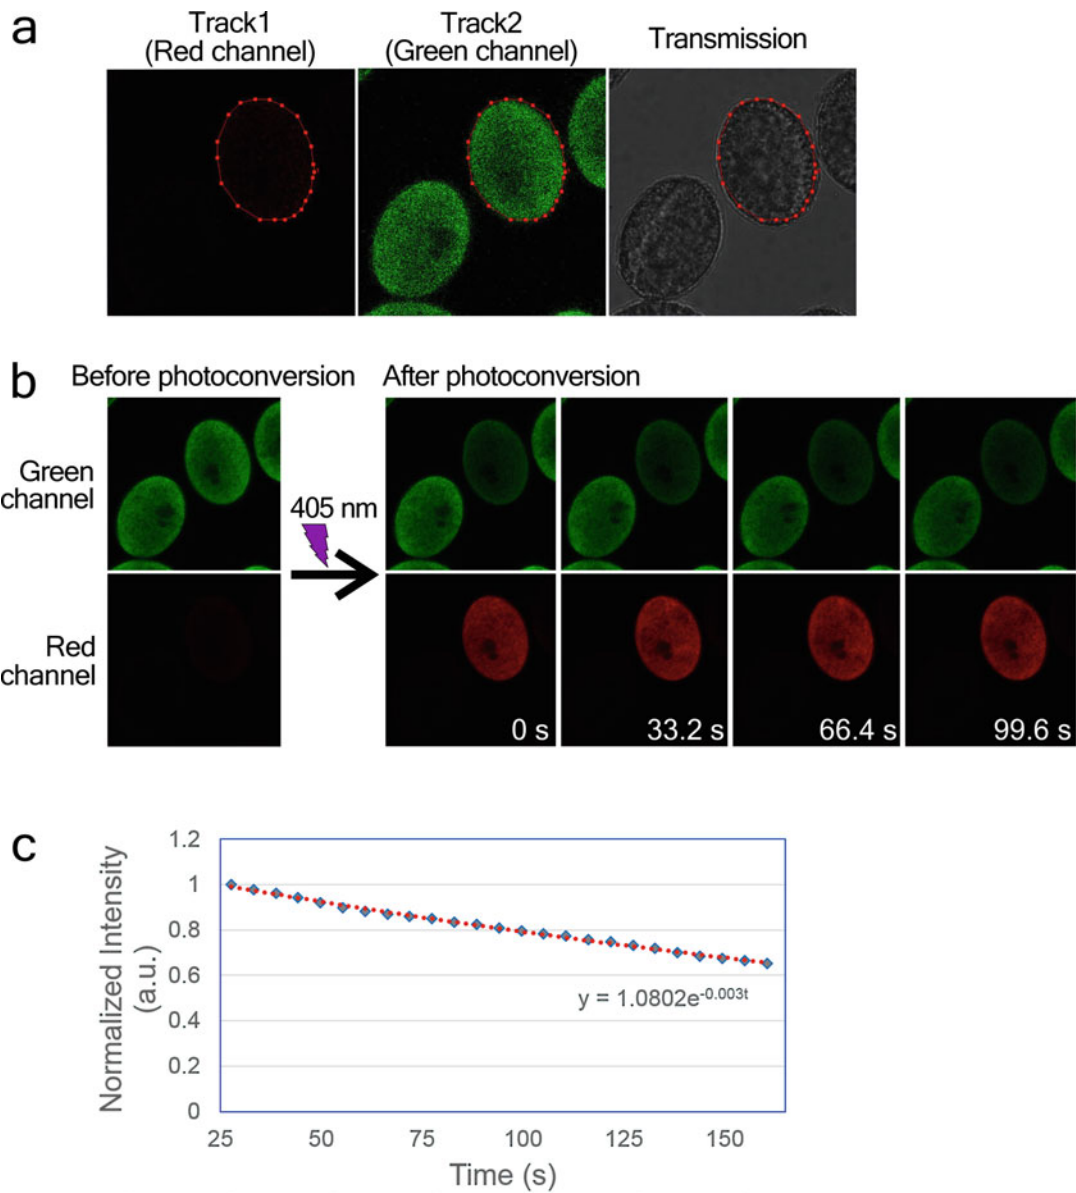 a
Track1
(Red channel)
Track2
(Green channel)
Transmission
b
Before photoconversion
After photoconversion
Green
channel
405 nm
Red
channel
0 s
33.2 s
66.4 s
99.6 s
c
Normalized Intensity
(a.u.)
1.2
1
0.8
0.6
0.4
0.2
0
y = 1.0802e^-0.003t
25 50 75 100 125 150
Time (s)